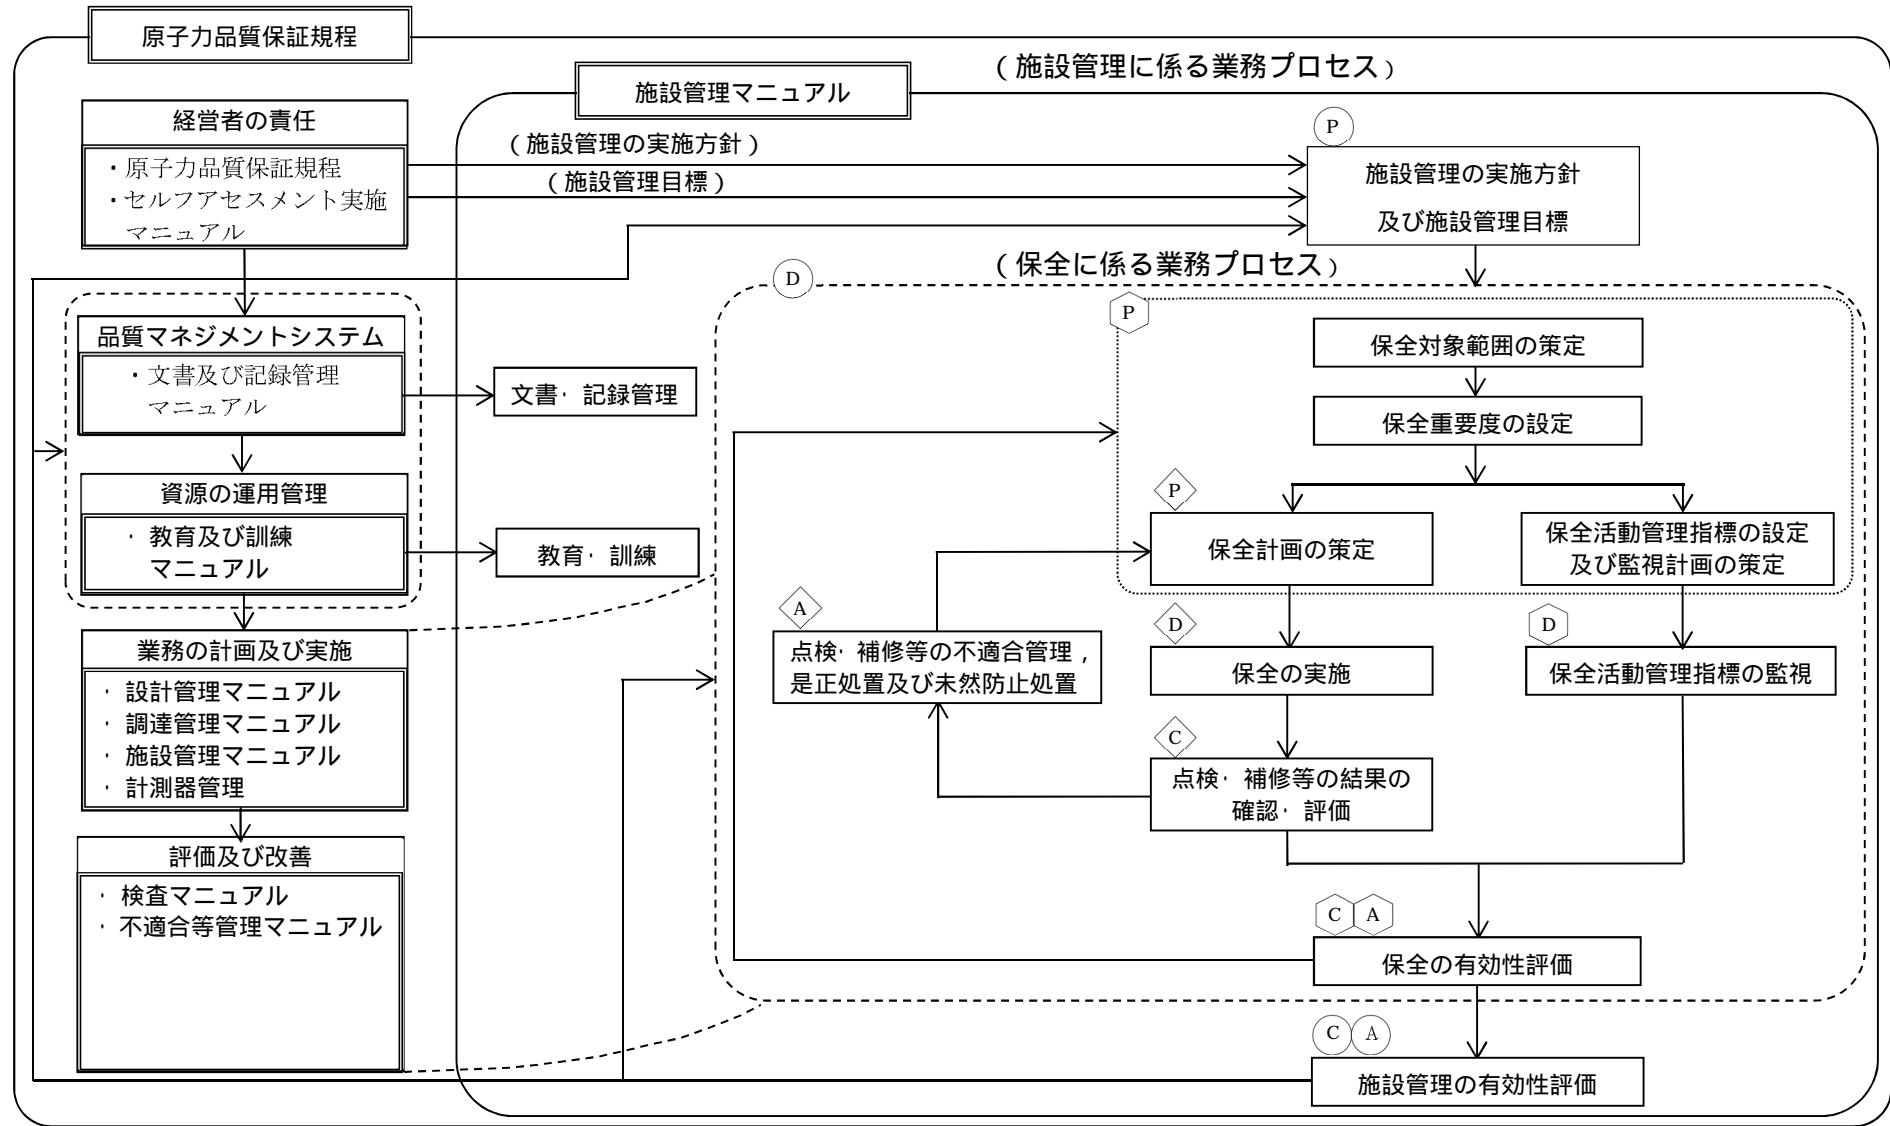 原子力品質保証規程
(施設管理に係る業務プロセス)
施設管理マニュアル
経営者の責任
・原子力品質保証規程
・セルフアセスメント実施
マニュアル
(施設管理の実施方針)
(施設管理目標)
P
施設管理の実施方針
及び施設管理目標
(保全に係る業務プロセス)
D
品質マネジメントシステム
・文書及び記録管理
マニュアル
文書・記録管理
資源の運用管理
・教育及び訓練
マニュアル
教育・訓練
業務の計画及び実施
・設計管理マニュアル
・調達管理マニュアル
・施設管理マニュアル
・計測器管理
評価及び改善
・検査マニュアル
・不適合等管理マニュアル
P
保全対象範囲の策定
保全重要度の設定
P
保全計画の策定
保全活動管理指標の設定
及び監視計画の策定
A
点検・補修等の不適合管理,
是正処置及び未然防止処置
D
保全の実施
D
保全活動管理指標の監視
C
点検・補修等の結果の
確認・評価
C A
保全の有効性評価
C A
施設管理の有効性評価